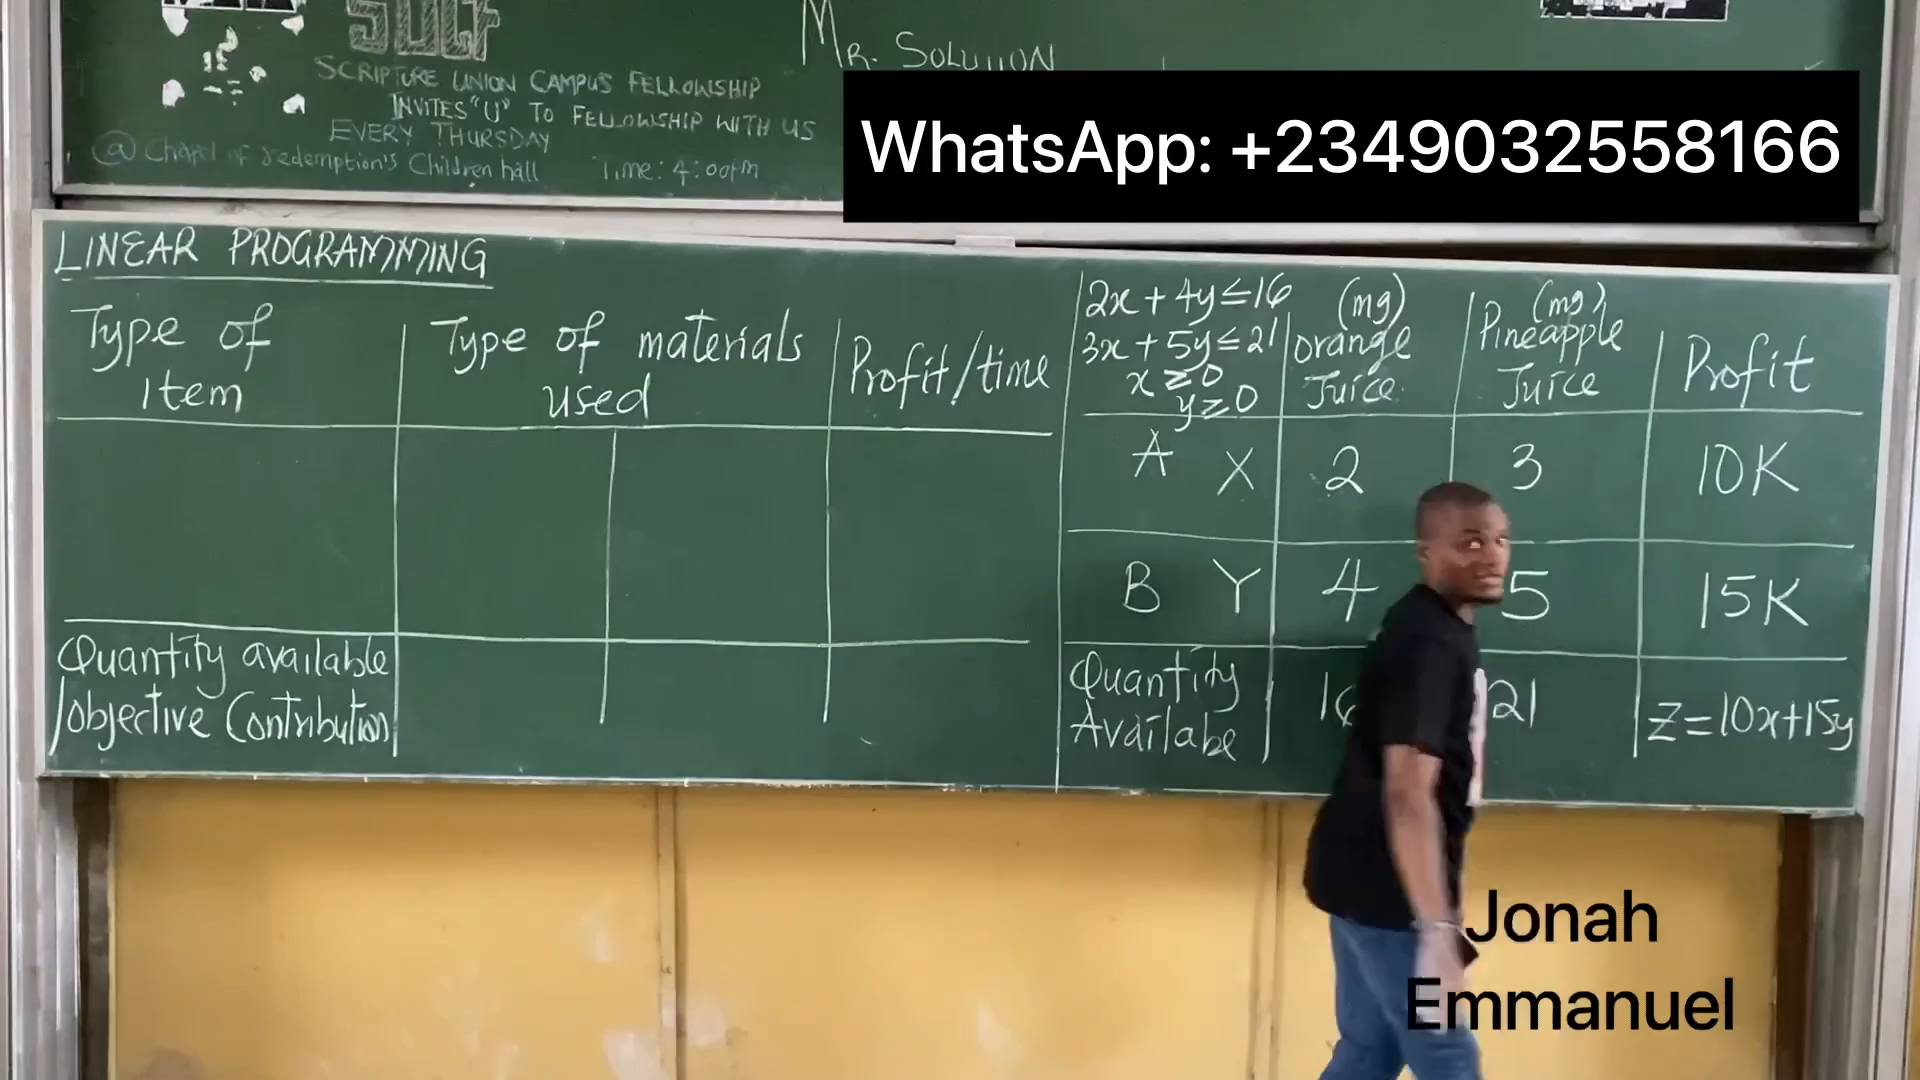 SUCF
SCRIPTURE UNION CAMPUS FELLOWSHIP
INVITES "U" TO FELLOWSHIP WITH US
EVERY THURSDAY
@ Chapel of redemption's Children hall Time: 4:00pm
MR. SOLUTION
WhatsApp: +2349032558166
LINEAR PROGRAMMING
Type of
Item
Type of materials
used
Profit/time
Quantity available
/objective Contribution
2x + 4y ≤ 16
3x + 5y ≤ 21
x ≥ 0
y ≥ 0
(mg)
orange
Juice
(mg)
Pineapple
Juice
Profit
A X 2 3 10K
B Y 4 5 15K
Quantity
Availabe
16 21 Z = 10x+15y
Jonah
Emmanuel